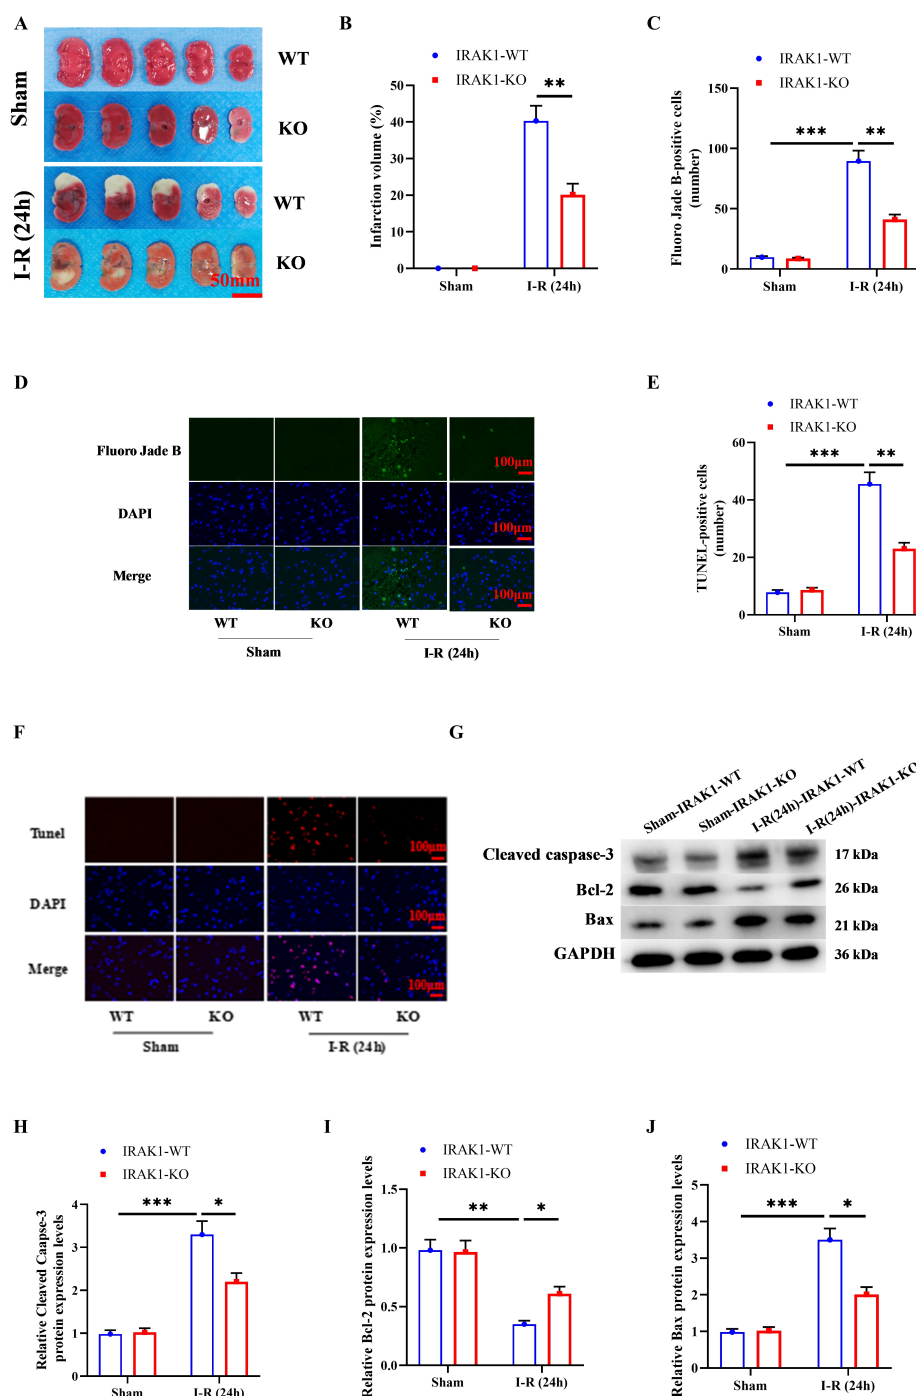 A
Sham
I-R (24h)
WT
KO
WT
KO
50mm
B
IRAK1-WT
IRAK1-KO
**
Infarction volume (%)
50
40
30
20
10
0
Sham
I-R (24h)
C
IRAK1-WT
IRAK1-KO
***
**
Fluoro Jade B-positive cells
(number)
150
100
50
0
Sham
I-R (24h)
D
Fluoro Jade B
100μm
DAPI
100μm
Merge
100μm
WT
KO
WT
KO
Sham
I-R (24h)
E
IRAK1-WT
IRAK1-KO
***
**
TUNEL-positive cells
(number)
60
40
20
0
Sham
I-R (24h)
F
Tunel
100μm
DAPI
100μm
Merge
100μm
WT
KO
WT
KO
Sham
I-R (24h)
G
Sham-IRAK1-WT
Sham-IRAK1-KO
I-R(24h)-IRAK1-WT
I-R(24h)-IRAK1-KO
Cleaved caspase-3
17 kDa
Bcl-2
26 kDa
Bax
21 kDa
GAPDH
36 kDa
H
IRAK1-WT
IRAK1-KO
***
*
Relative Cleaved Caapse-3
protein expression levels
4
3
2
1
0
Sham
I-R (24h)
I
IRAK1-WT
IRAK1-KO
**
*
Relative Bcl-2 protein expression levels
1.5
1.0
0.5
0.0
Sham
I-R (24h)
J
IRAK1-WT
IRAK1-KO
***
*
Relative Bax protein expression levels
5
4
3
2
1
0
Sham
I-R (24h)